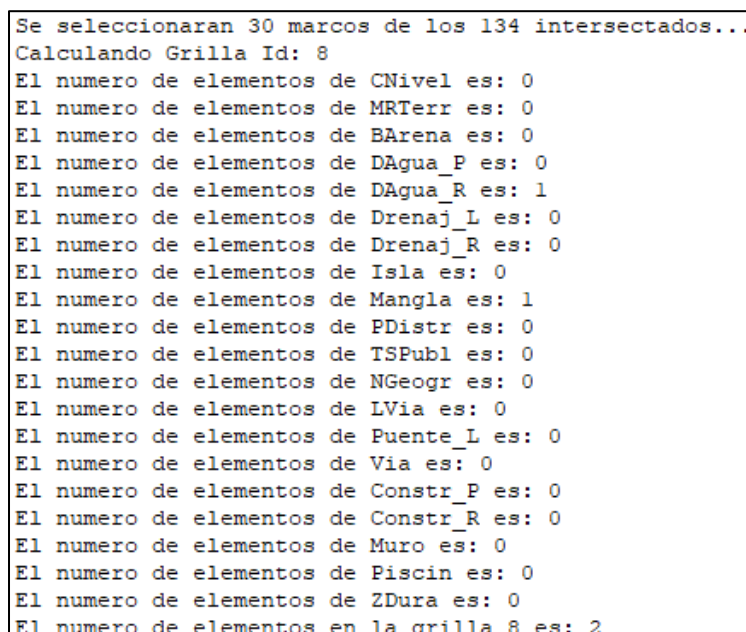 Se seleccionaran 30 marcos de los 134 intersectados...
Calculando Grilla Id: 8
El numero de elementos de CNivel es: 0
El numero de elementos de MRTerr es: 0
El numero de elementos de BArena es: 0
El numero de elementos de DAgua_P es: 0
El numero de elementos de DAgua_R es: 1
El numero de elementos de Drenaj_L es: 0
El numero de elementos de Drenaj_R es: 0
El numero de elementos de Isla es: 0
El numero de elementos de Mangla es: 1
El numero de elementos de PDistr es: 0
El numero de elementos de TSPubl es: 0
El numero de elementos de NGeogr es: 0
El numero de elementos de LVia es: 0
El numero de elementos de Puente_L es: 0
El numero de elementos de Via es: 0
El numero de elementos de Constr_P es: 0
El numero de elementos de Constr_R es: 0
El numero de elementos de Muro es: 0
El numero de elementos de Piscin es: 0
El numero de elementos de ZDura es: 0
El numero de elementos en la grilla 8 es: 2